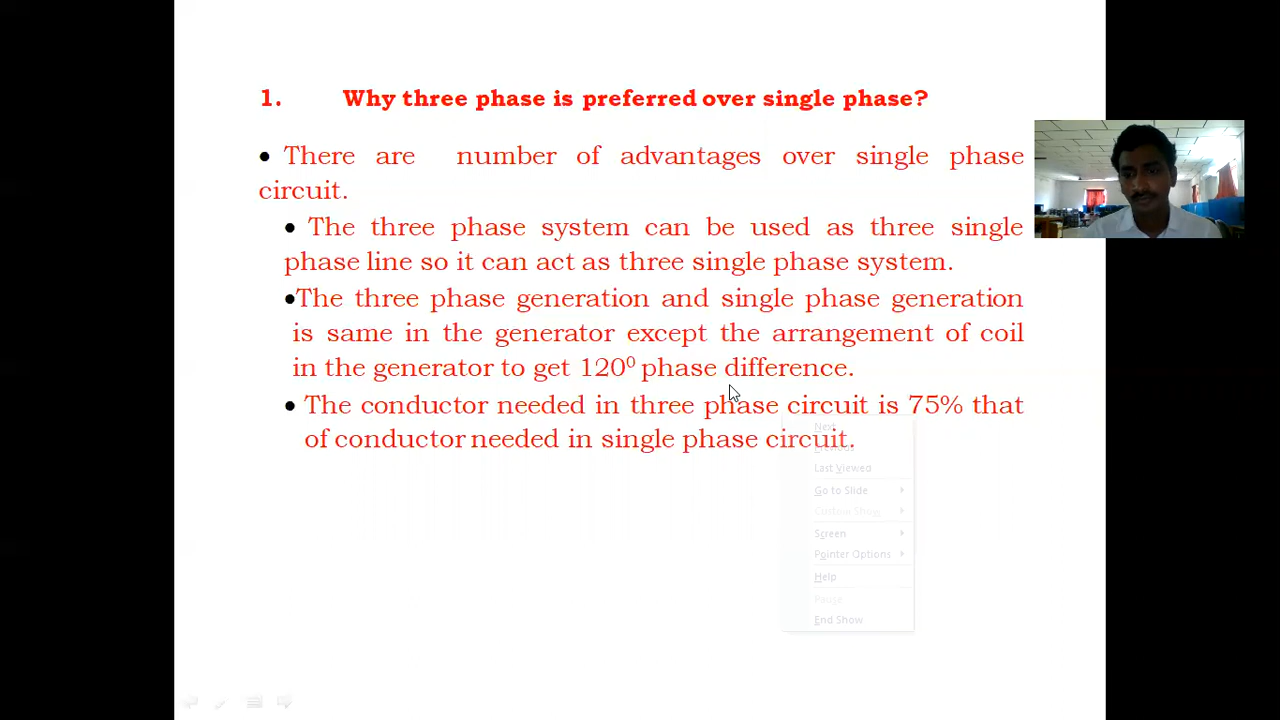 1. Why three phase is preferred over single phase?
• There are number of advantages over single phase
circuit.
• The three phase system can be used as three single
phase line so it can act as three single phase system.
•The three phase generation and single phase generation
is same in the generator except the arrangement of coil
in the generator to get 120⁰ phase difference.
• The conductor needed in three phase circuit is 75% that
of conductor needed in single phase circuit.
Next
Previous
Last Viewed
Go to Slide
Custom Show
Screen
Pointer Options
Help
Pause
End Show